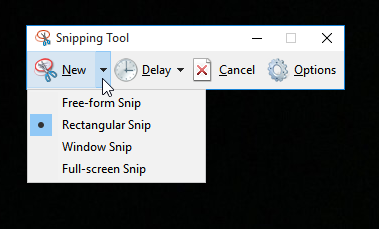 Snipping Tool
New Delay Cancel Options
Free-form Snip
Rectangular Snip
Window Snip
Full-screen Snip